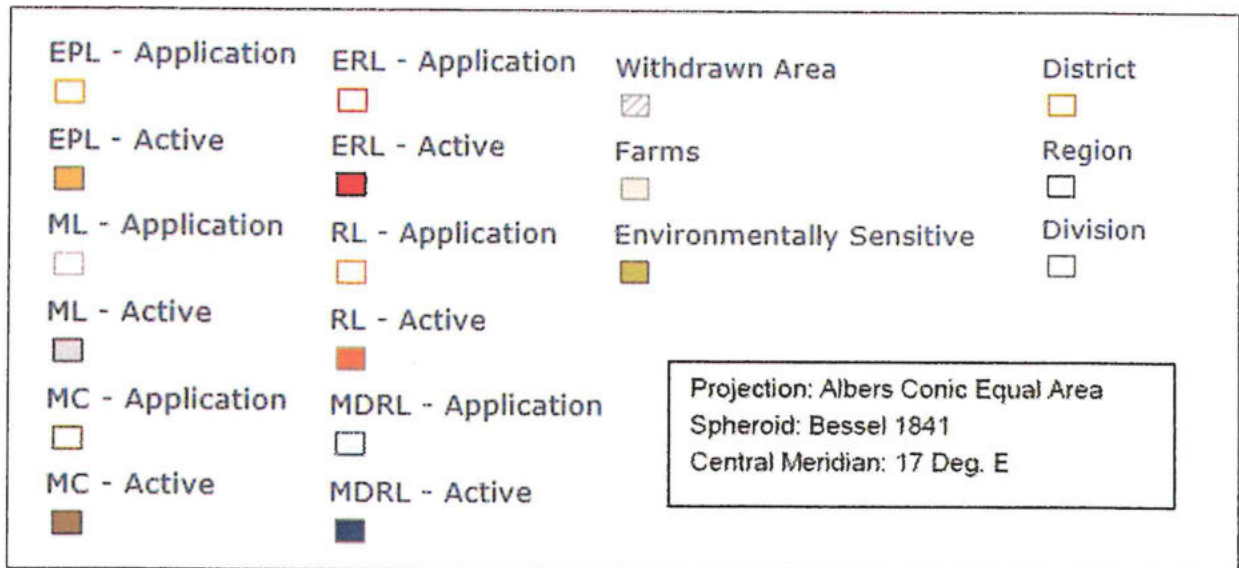 EPL - Application
EPL - Active
ML - Application
ML - Active
MC - Application
MC - Active
ERL - Application
ERL - Active
RL - Application
RL - Active
MDRL - Application
MDRL - Active
Withdrawn Area
Farms
Environmentally Sensitive
District
Region
Division
Projection: Albers Conic Equal Area
Spheroid: Bessel 1841
Central Meridian: 17 Deg. E